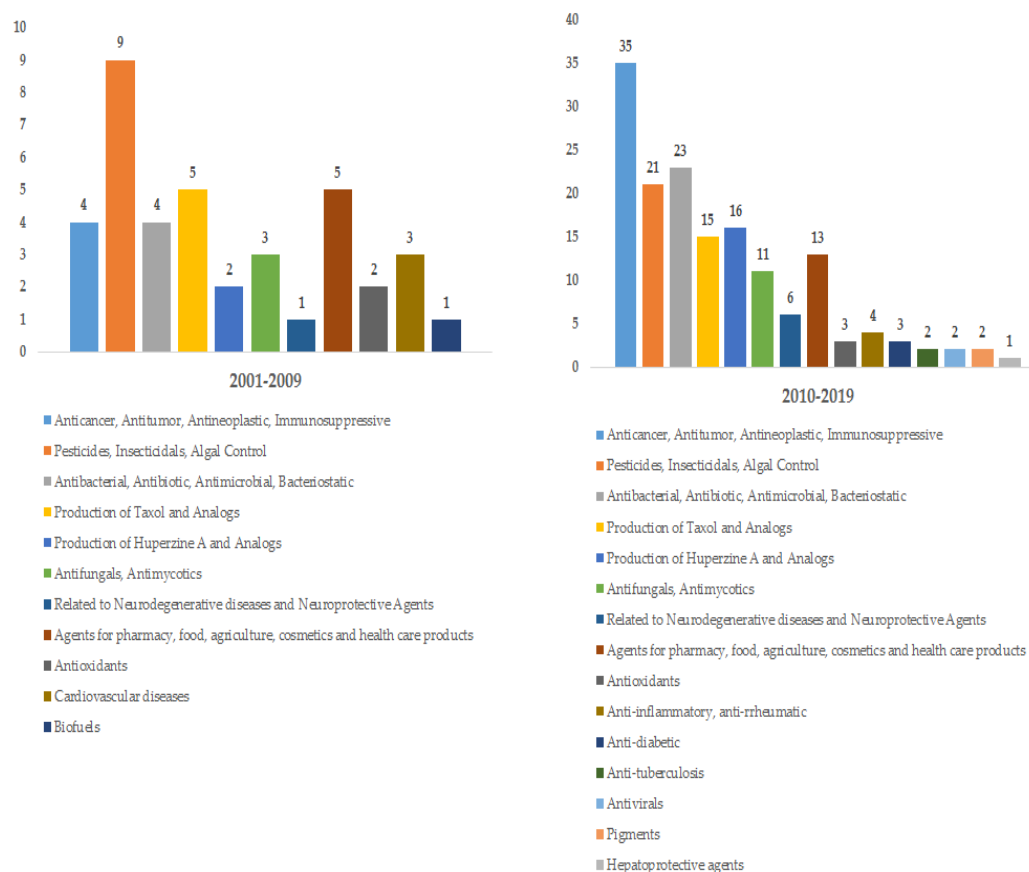 10
9
8
7
6
5
4
3
2
1
0
4
9
4
5
2
3
1
5
2
3
1
2001-2009
Anticancer, Antitumor, Antineoplastic, Immunosuppressive
Pesticides, Insecticidals, Algal Control
Antibacterial, Antibiotic, Antimicrobial, Bacteriostatic
Production of Taxol and Analogs
Production of Huperzine A and Analogs
Antifungals, Antimycotics
Related to Neurodegenerative diseases and Neuroprotective Agents
Agents for pharmacy, food, agriculture, cosmetics and health care products
Antioxidants
Cardiovascular diseases
Biofuels
40
35
30
25
20
15
10
5
0
35
21
23
15
16
11
6
13
3
4
3
2
2
2
1
2010-2019
Anticancer, Antitumor, Antineoplastic, Immunosuppressive
Pesticides, Insecticidals, Algal Control
Antibacterial, Antibiotic, Antimicrobial, Bacteriostatic
Production of Taxol and Analogs
Production of Huperzine A and Analogs
Antifungals, Antimycotics
Related to Neurodegenerative diseases and Neuroprotective Agents
Agents for pharmacy, food, agriculture, cosmetics and health care products
Antioxidants
Anti-inflammatory, anti-rrheumatic
Anti-diabetic
Anti-tuberculosis
Antivirals
Pigments
Hepatoprotective agents